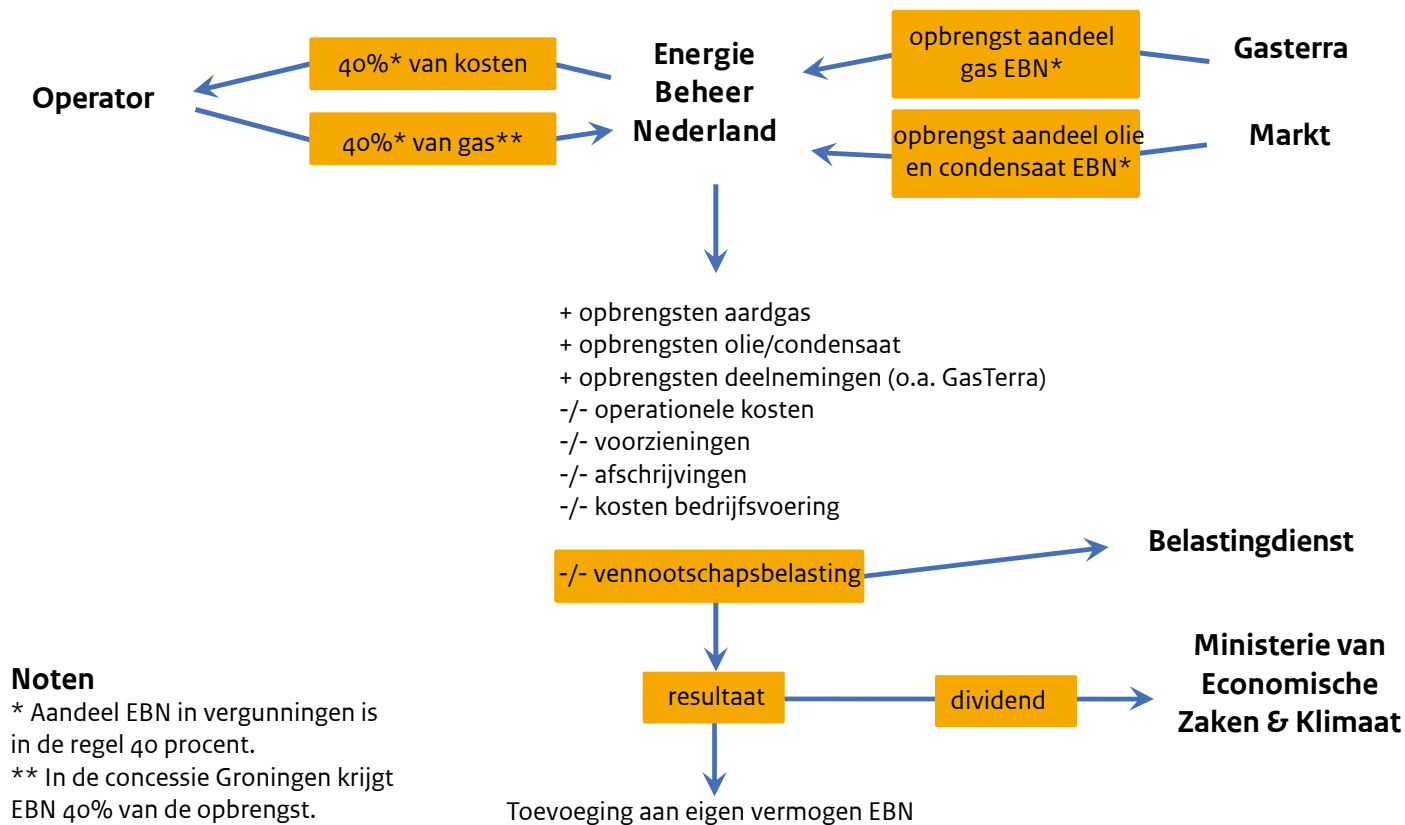 40%* van kosten
Operator
40%* van gas**
Energie
Beheer
Nederland
opbrengst aandeel
gas EBN*
Gasterra
opbrengst aandeel olie
en condensaat EBN*
Markt
+ opbrengsten aardgas
+ opbrengsten olie/condensaat
+ opbrengsten deelnemingen (o.a. GasTerra)
-/- operationele kosten
-/- voorzieningen
-/- afschrijvingen
-/- kosten bedrijfsvoering
-/- vennootschapsbelasting
Belastingdienst
resultaat
dividend
Ministerie van
Economische
Zaken & Klimaat
Toevoeging aan eigen vermogen EBN
Noten
* Aandeel EBN in vergunningen is
in de regel 40 procent.
** In de concessie Groningen krijgt
EBN 40% van de opbrengst.